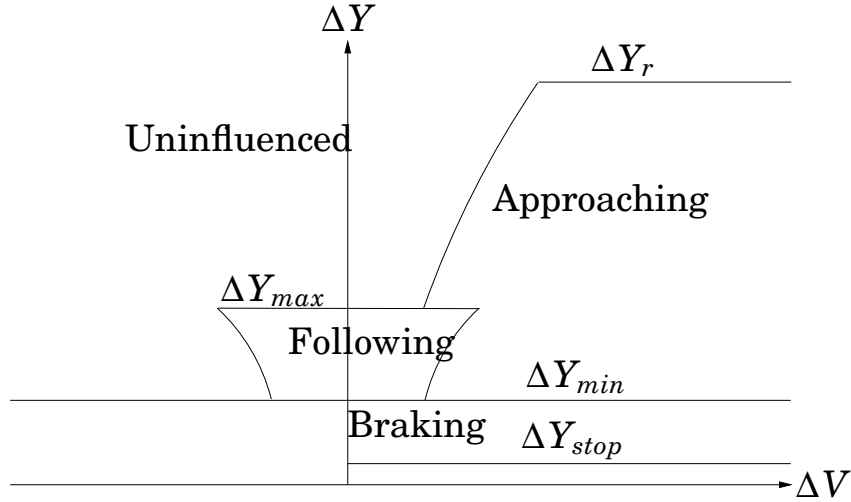 ΔY
ΔY_r
Uninfluenced
Approaching
ΔY_max
Following
ΔY_min
Braking
ΔY_stop
ΔV